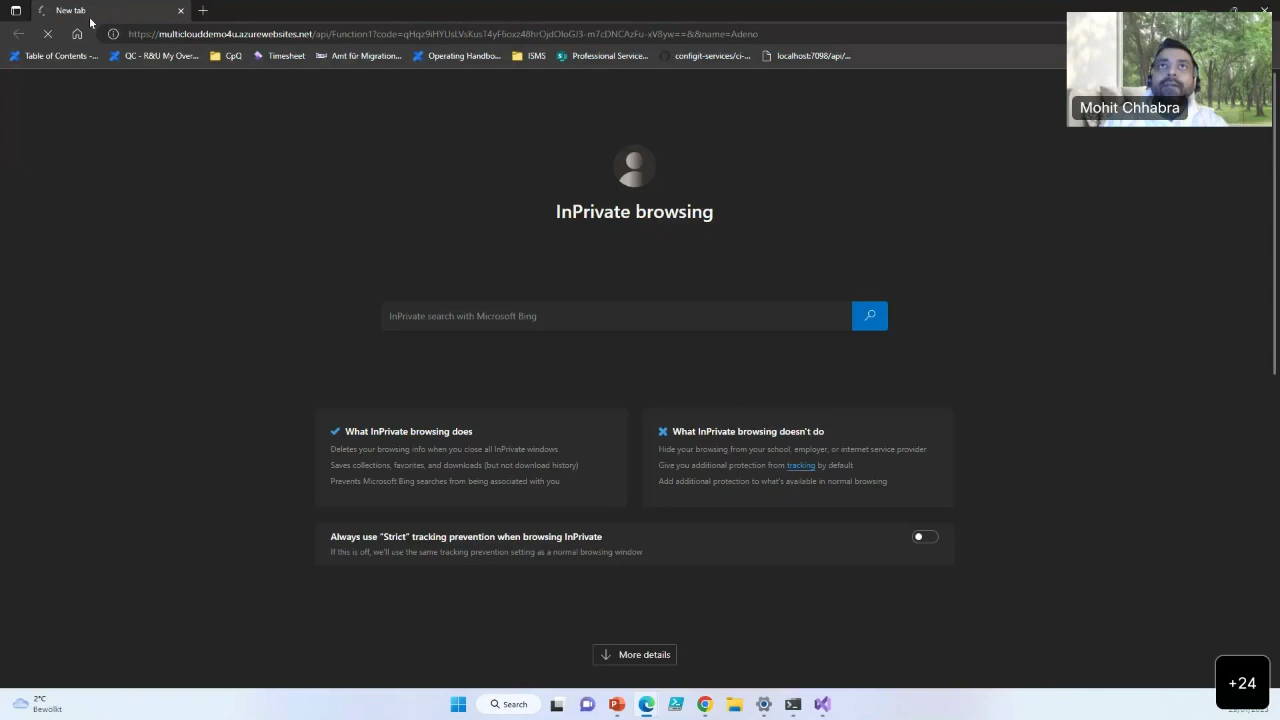 New tab
https://multiclouddemo4u.azurewebsites.net/api/Function1?code=qHqz9iHYUsLVsKusT4yF6oxz48hrOjdOIoGJ3-m7cDNCAzFu-xV8yw==&&name=Adeno
Table of Contents -...
QC - R&U My Over...
CpQ
Timesheet
Amt für Migration...
Operating Handbo...
ISMS
Professional Service...
configit-services/ci-...
localhost:7098/api/...
Mohit Chhabra
InPrivate browsing
InPrivate search with Microsoft Bing
What InPrivate browsing does
Deletes your browsing info when you close all InPrivate windows
Saves collections, favorites, and downloads (but not download history)
Prevents Microsoft Bing searches from being associated with you
What InPrivate browsing doesn't do
Hide your browsing from your school, employer, or internet service provider
Give you additional protection from tracking by default
Add additional protection to what's available in normal browsing
Always use "Strict" tracking prevention when browsing InPrivate
If this is off, we'll use the same tracking prevention setting as a normal browsing window
More details
+24
2°C
Bewölkt
Search